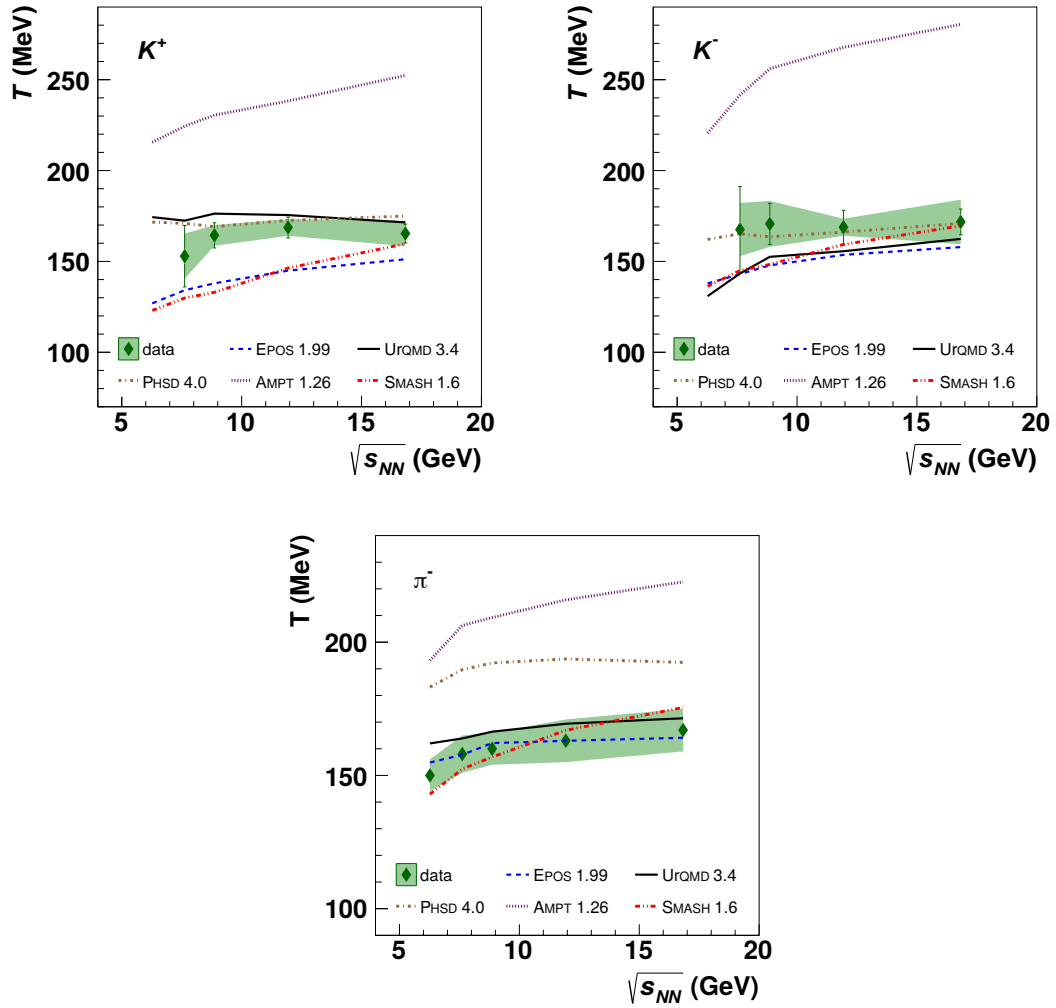 T (MeV)
K+
250
200
150
100
data
EPOS 1.99
URQMD 3.4
PHSD 4.0
AMPT 1.26
SMASH 1.6
5 10 15 20
√sNN (GeV)
T (MeV)
K-
250
200
150
100
data
EPOS 1.99
URQMD 3.4
PHSD 4.0
AMPT 1.26
SMASH 1.6
5 10 15 20
√sNN (GeV)
T (MeV)
π-
200
150
100
data
EPOS 1.99
URQMD 3.4
PHSD 4.0
AMPT 1.26
SMASH 1.6
5 10 15 20
√sNN (GeV)